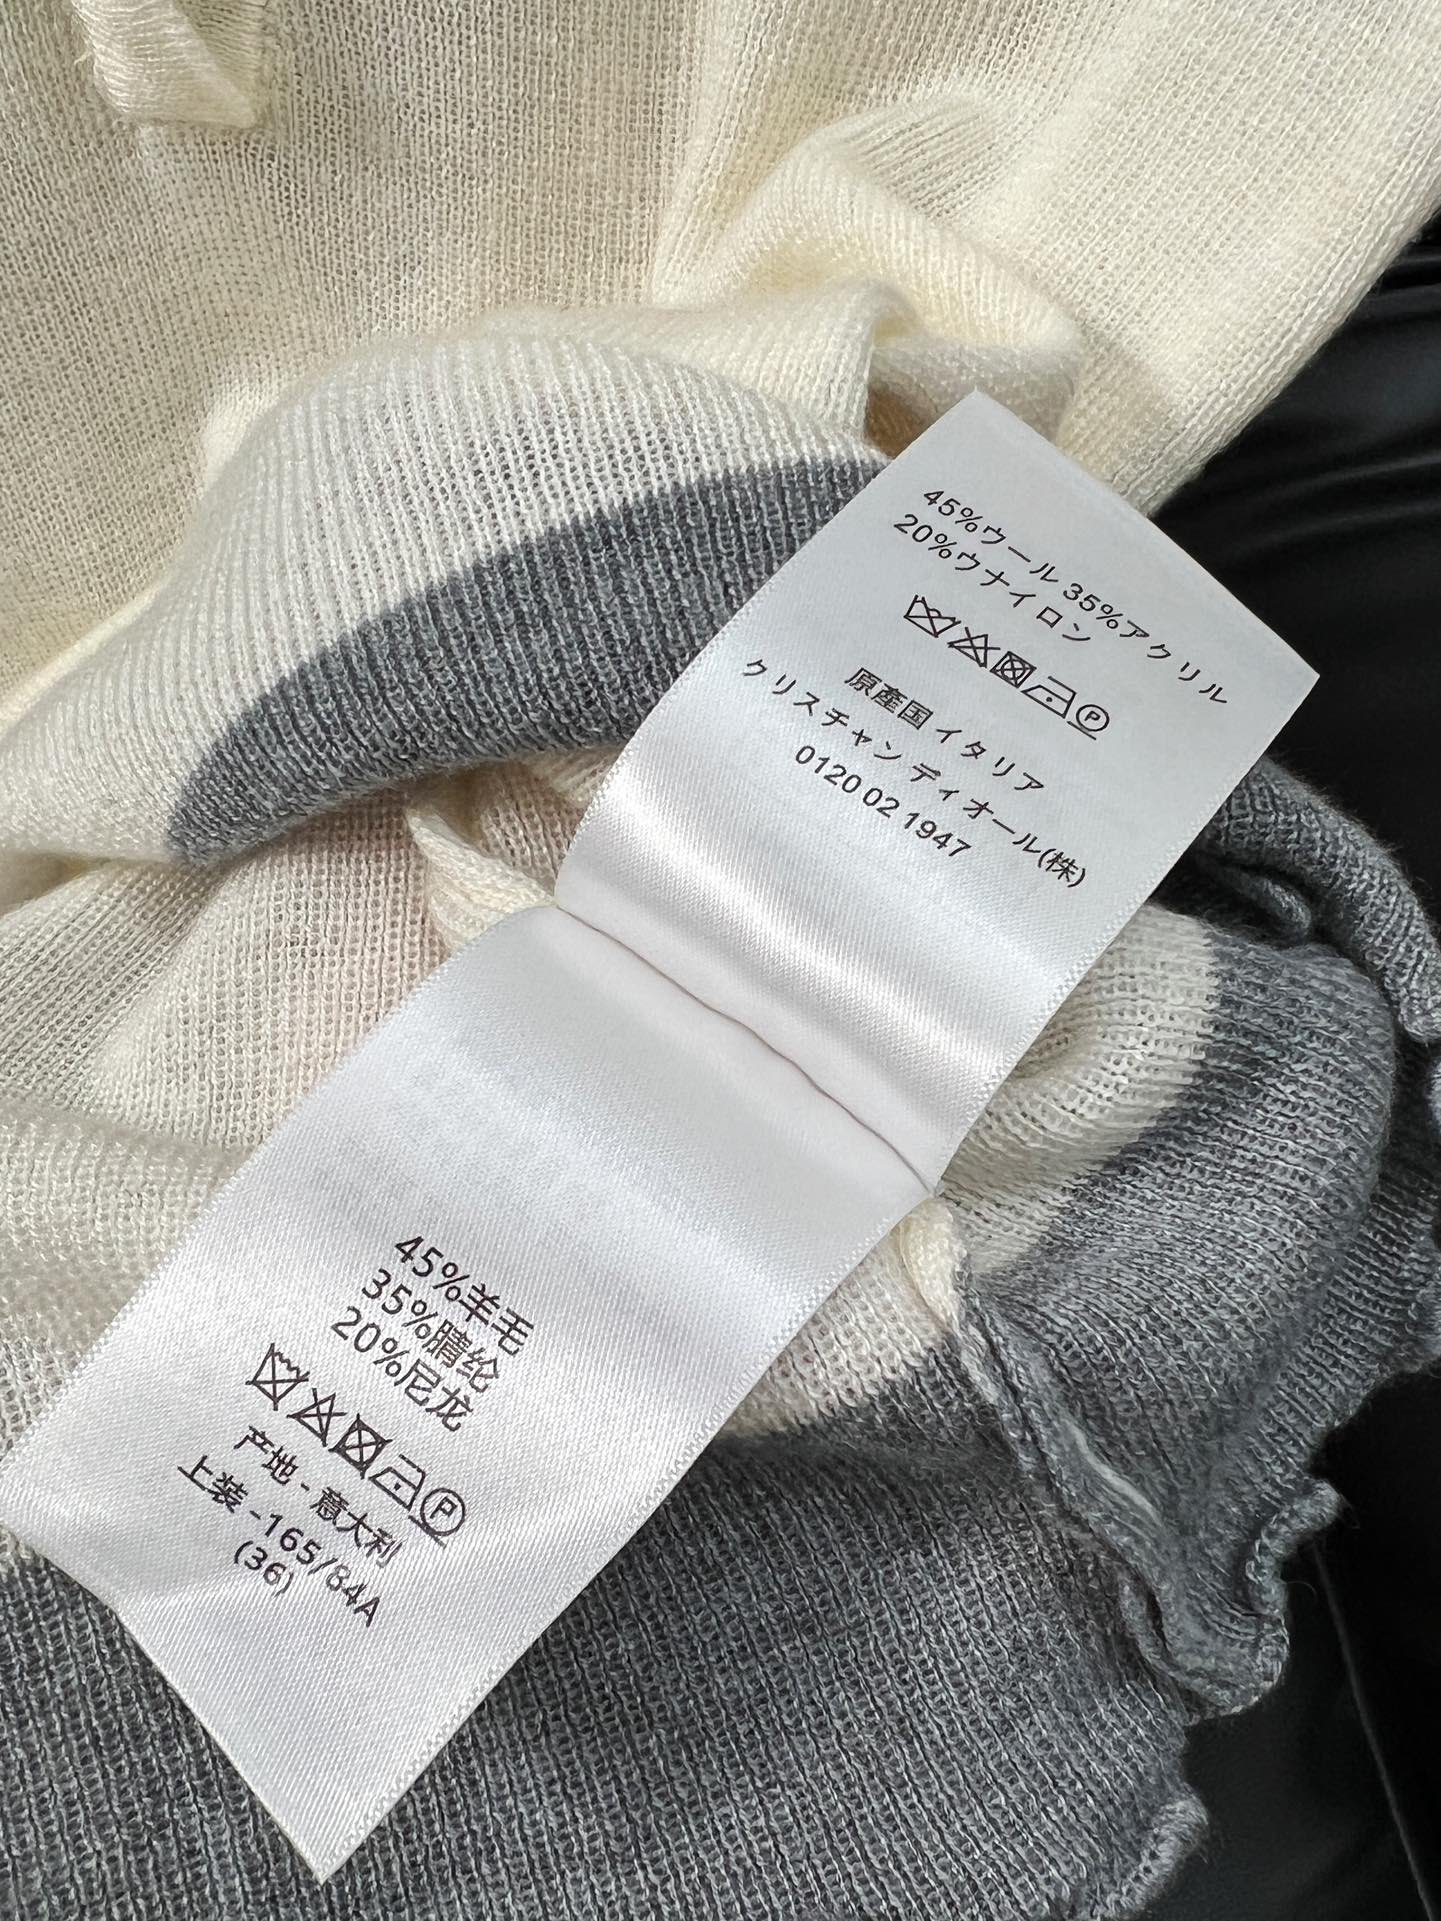 45%ウール 35%アクリル
20%ウナイロン
P
原產国 イタリア
クリスチャン ディオール(株)
0120 02 1947
45%羊毛
35%腈纶
20%尼龙
P
产地 - 意大利
上装 -165/84A
(36)